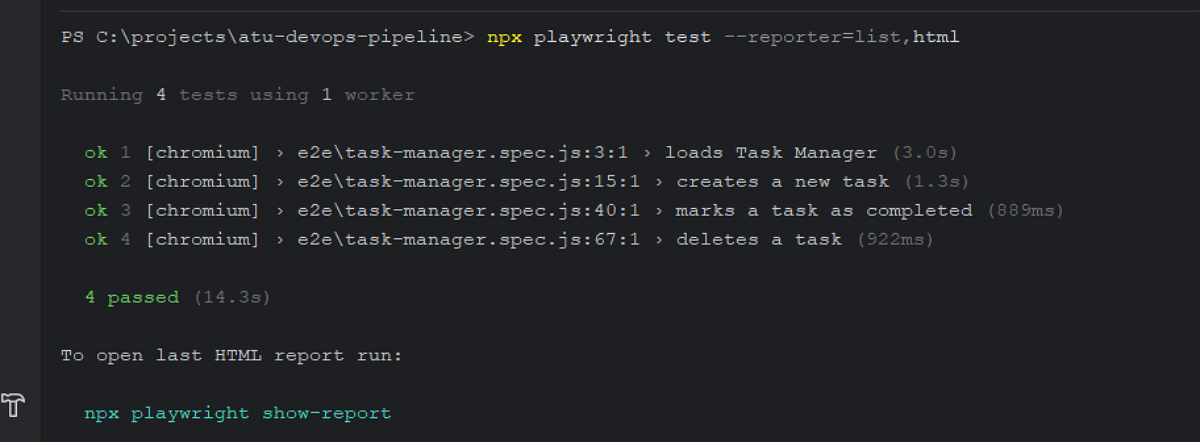 PS C:\projects\atu-devops-pipeline> npx playwright test --reporter=list,html
Running 4 tests using 1 worker
ok 1 [chromium] › e2e\task-manager.spec.js:3:1 › loads Task Manager (3.0s)
ok 2 [chromium] › e2e\task-manager.spec.js:15:1 › creates a new task (1.3s)
ok 3 [chromium] › e2e\task-manager.spec.js:40:1 › marks a task as completed (889ms)
ok 4 [chromium] › e2e\task-manager.spec.js:67:1 › deletes a task (922ms)
4 passed (14.3s)
To open last HTML report run:
npx playwright show-report